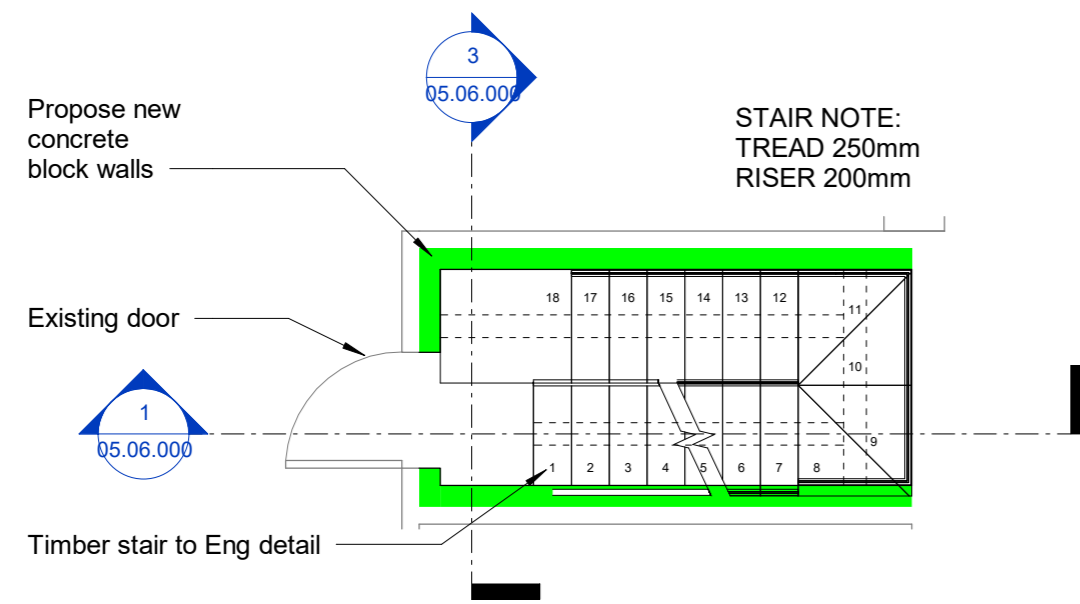 3
05.06.000
Propose new
concrete
block walls
STAIR NOTE:
TREAD 250mm
RISER 200mm
Existing door
18 17 16 15 14 13 12
11
10
1
05.06.000
9
1 2 3 4 5 6 7 8
Timber stair to Eng detail